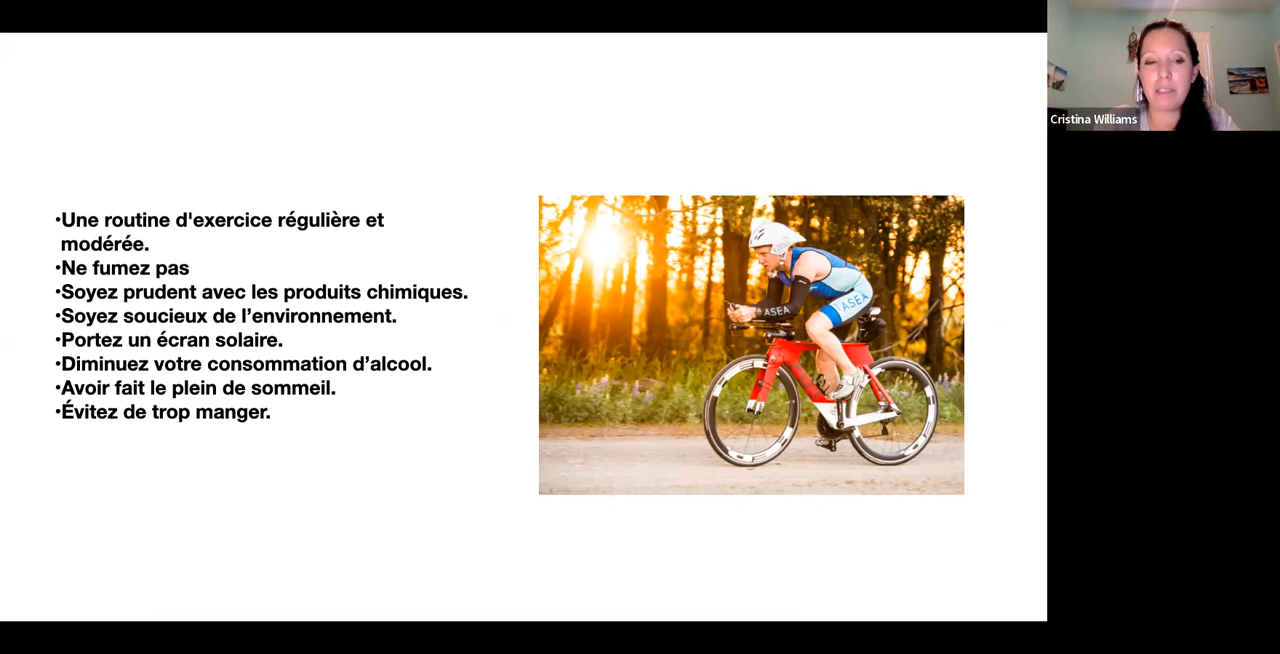 •Une routine d'exercice régulière et
modérée.
•Ne fumez pas
•Soyez prudent avec les produits chimiques.
•Soyez soucieux de l’environnement.
•Portez un écran solaire.
•Diminuez votre consommation d’alcool.
•Avoir fait le plein de sommeil.
•Évitez de trop manger.
ASEA
ASEA
Cristina Williams